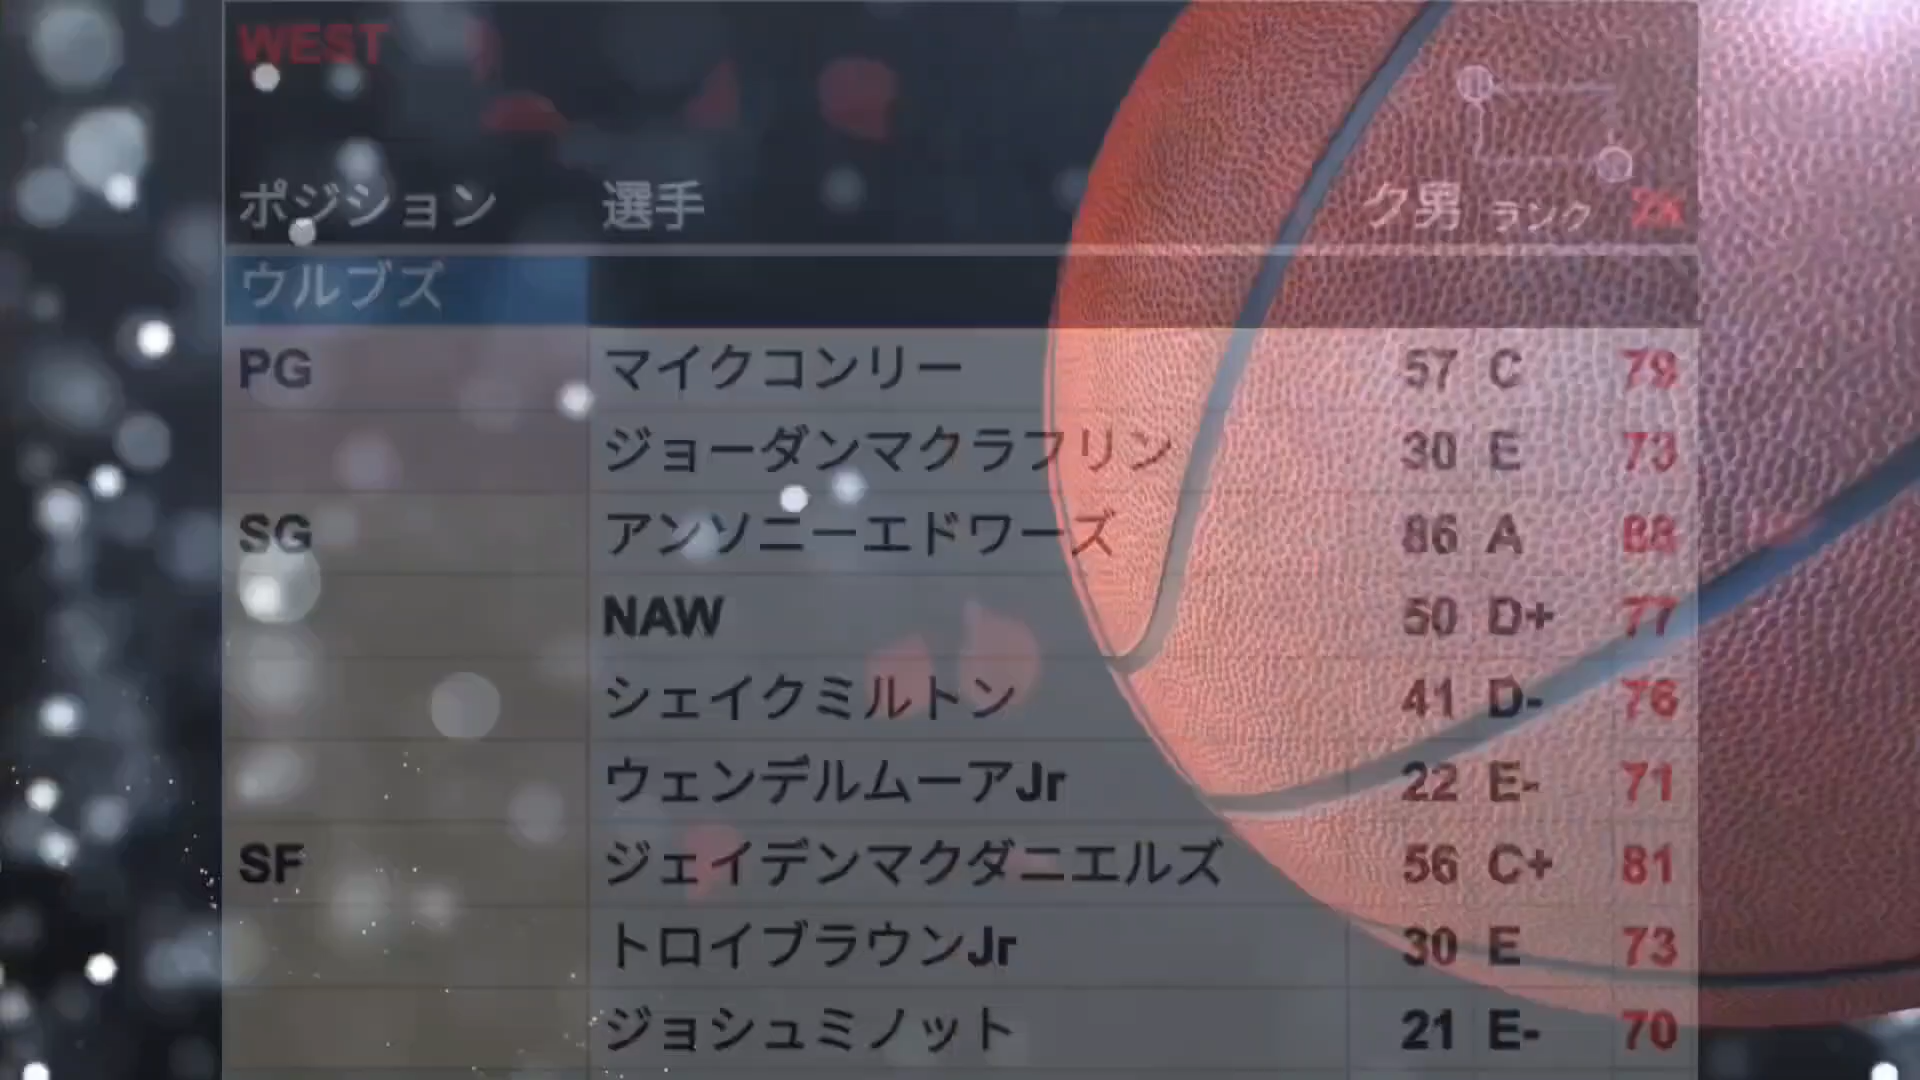 WEST
ポジション 選手 ク男 ランク 2k
ウルブズ
PG マイクコンリー 57 C 79
ジョーダンマクラフリン 30 E 73
SG アンソニーエドワーズ 86 A 88
NAW 50 D+ 77
シェイクミルトン 41 D- 76
ウェンデルムーアJr 22 E- 71
SF ジェイデンマクダニエルズ 56 C+ 81
トロイブラウンJr 30 E 73
ジョシュミノット 21 E- 70